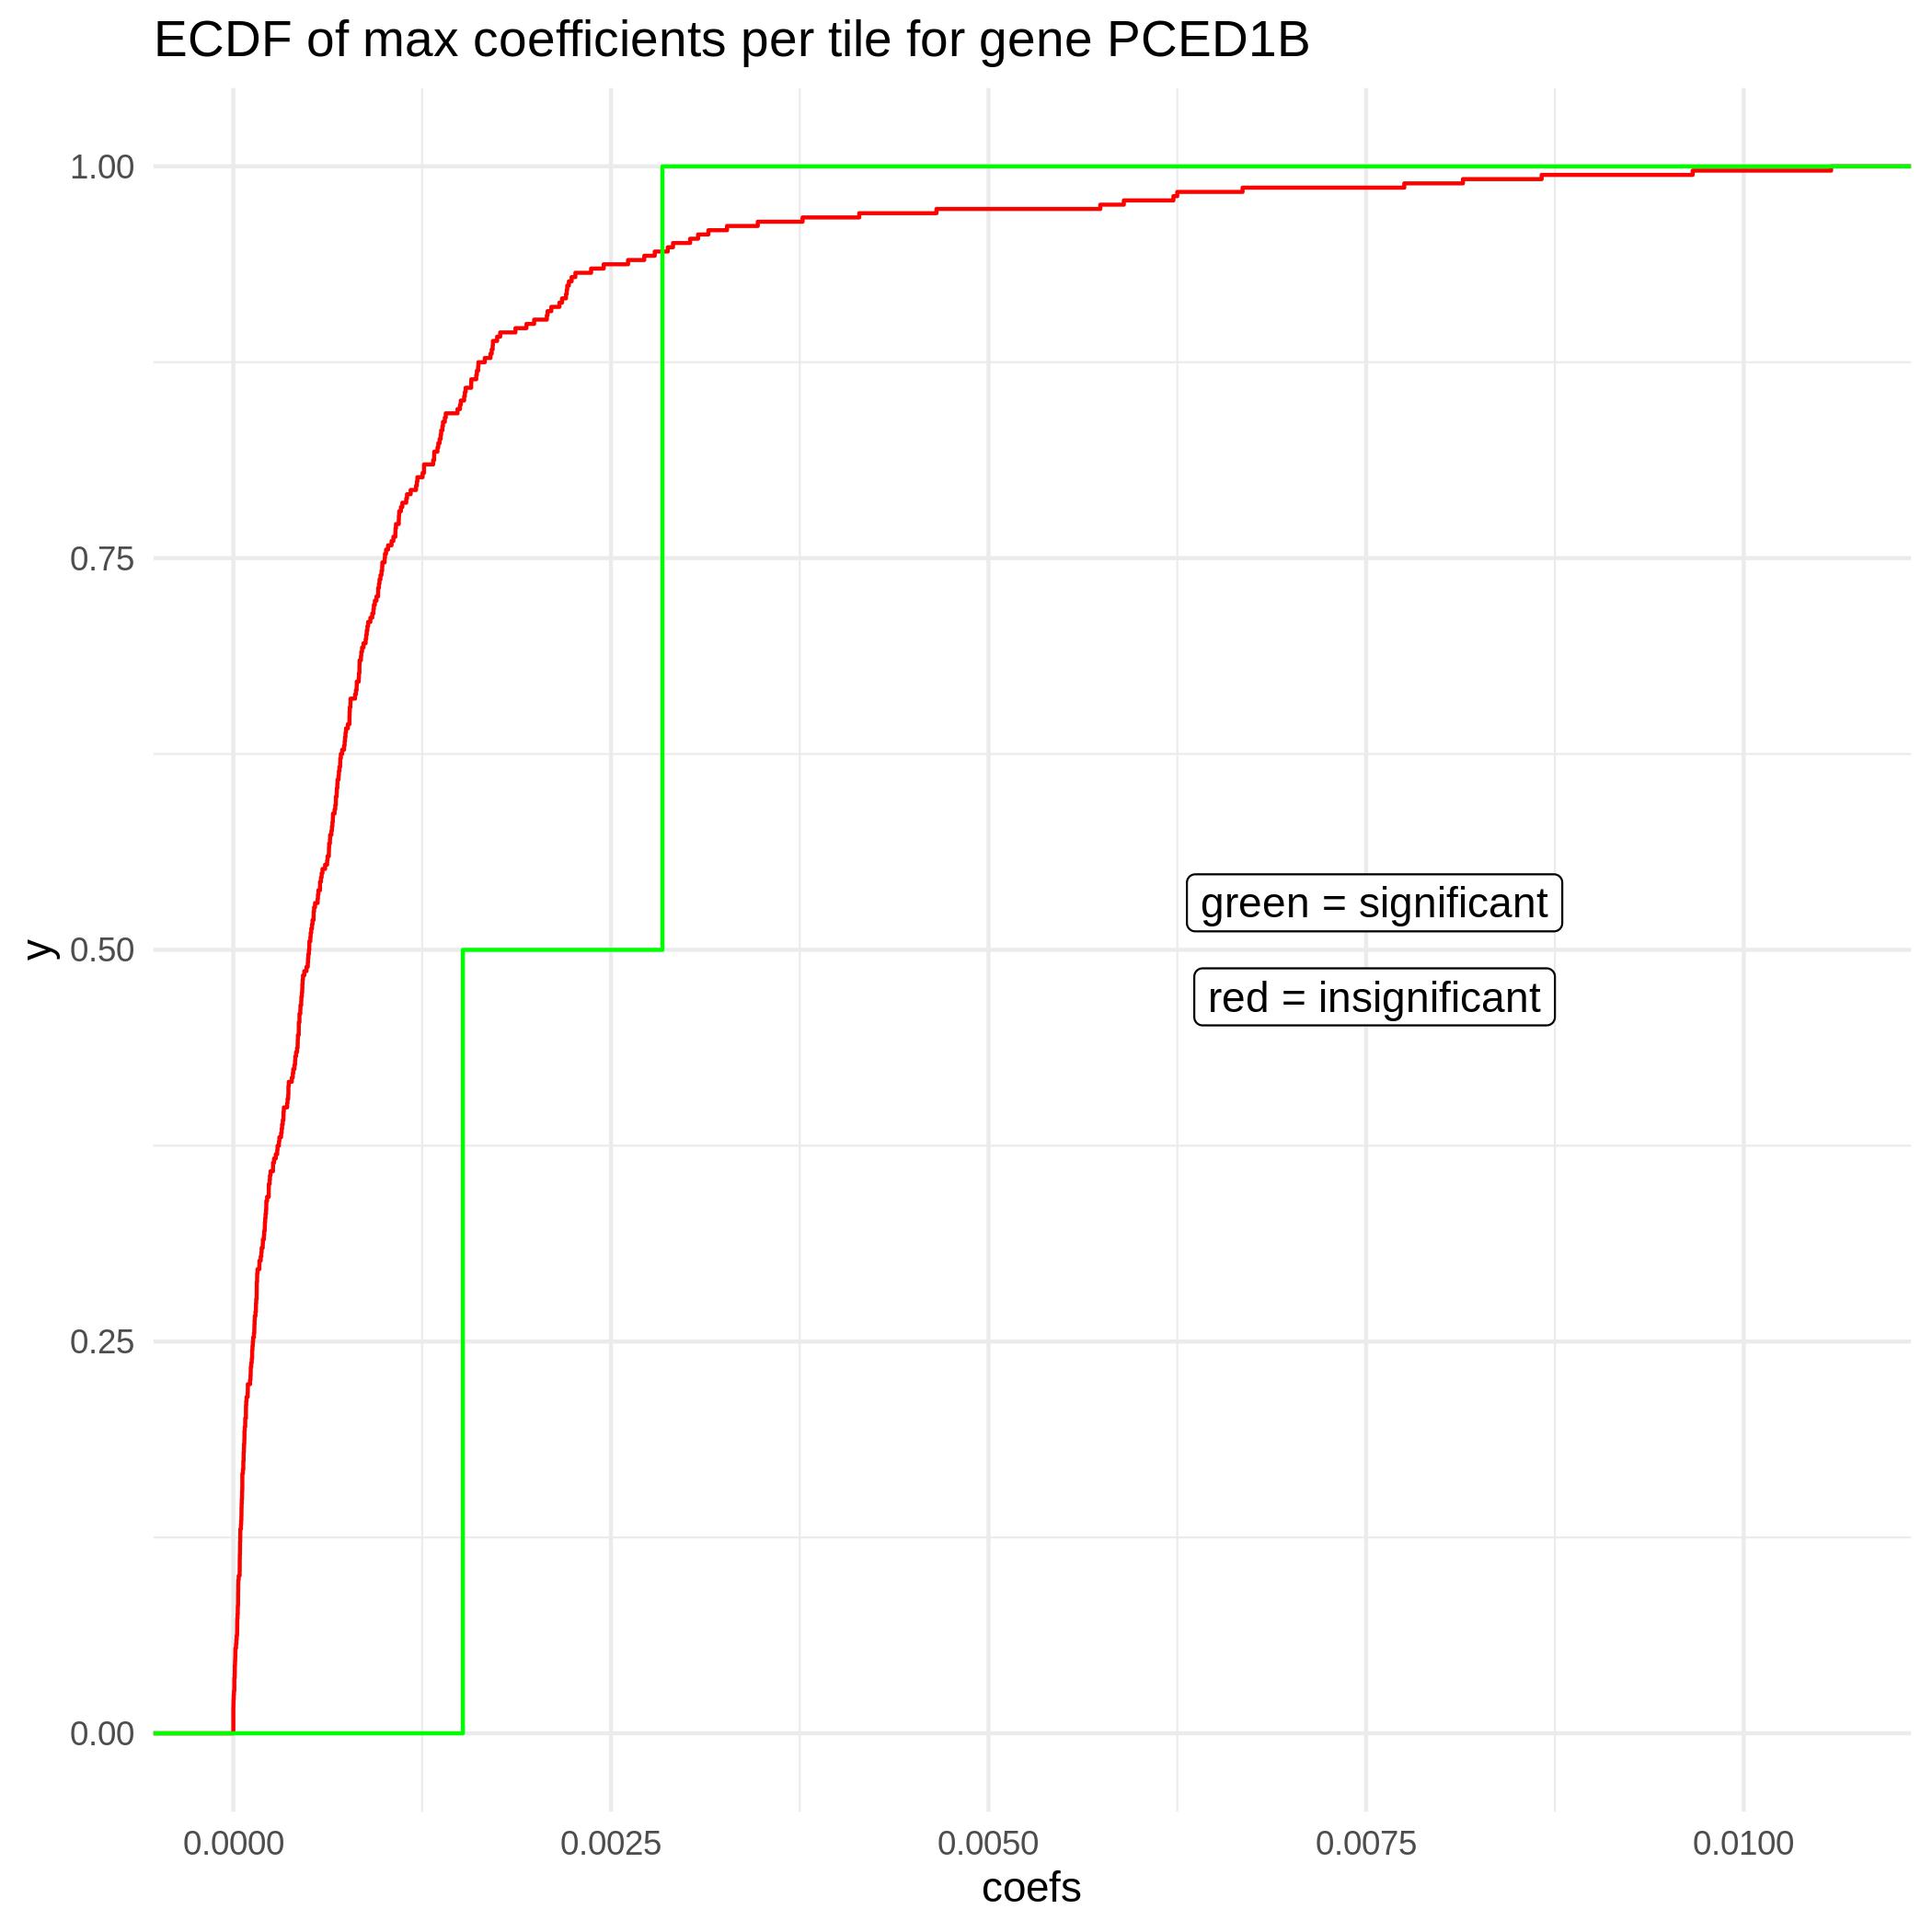 ECDF of max coefficients per tile for gene PCED1B
1.00
0.75
0.50
0.25
0.00
y
green = significant
red = insignificant
0.0000 0.0025 0.0050 0.0075 0.0100
coefs